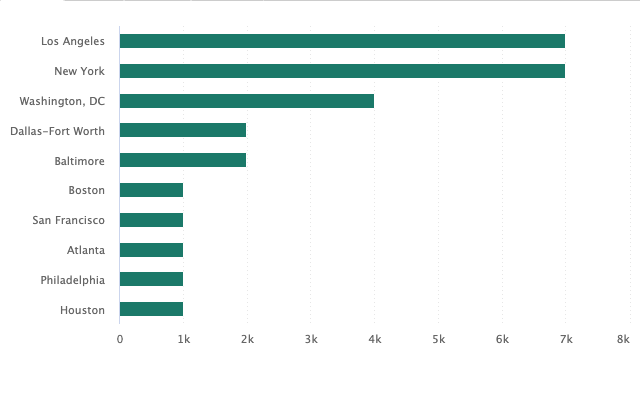 Los Angeles
New York
Washington, DC
Dallas–Fort Worth
Baltimore
Boston
San Francisco
Atlanta
Philadelphia
Houston
0 1k 2k 3k 4k 5k 6k 7k 8k